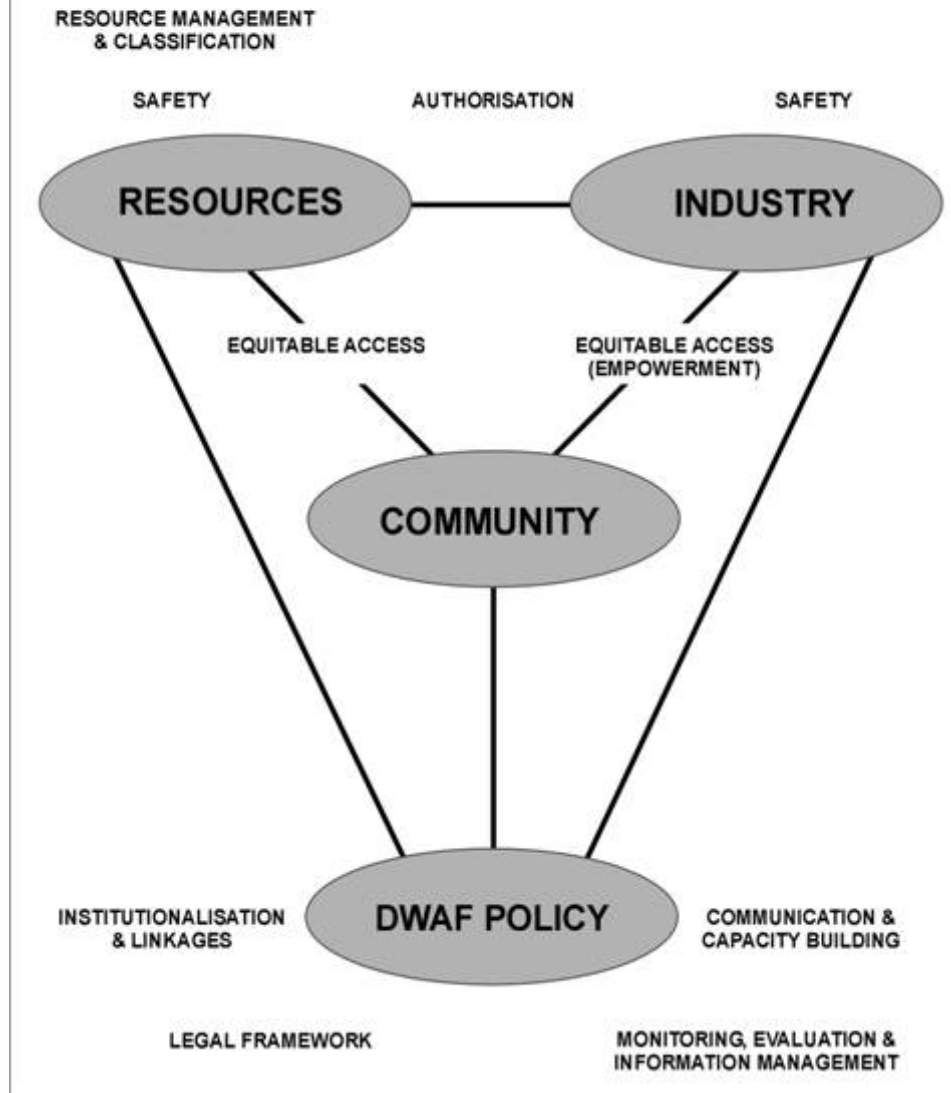 RESOURCE MANAGEMENT
& CLASSIFICATION
SAFETY
AUTHORISATION
SAFETY
RESOURCES
INDUSTRY
EQUITABLE ACCESS
EQUITABLE ACCESS
(EMPOWERMENT)
COMMUNITY
INSTITUTIONALISATION
& LINKAGES
DWAF POLICY
COMMUNICATION &
CAPACITY BUILDING
LEGAL FRAMEWORK
MONITORING, EVALUATION &
INFORMATION MANAGEMENT